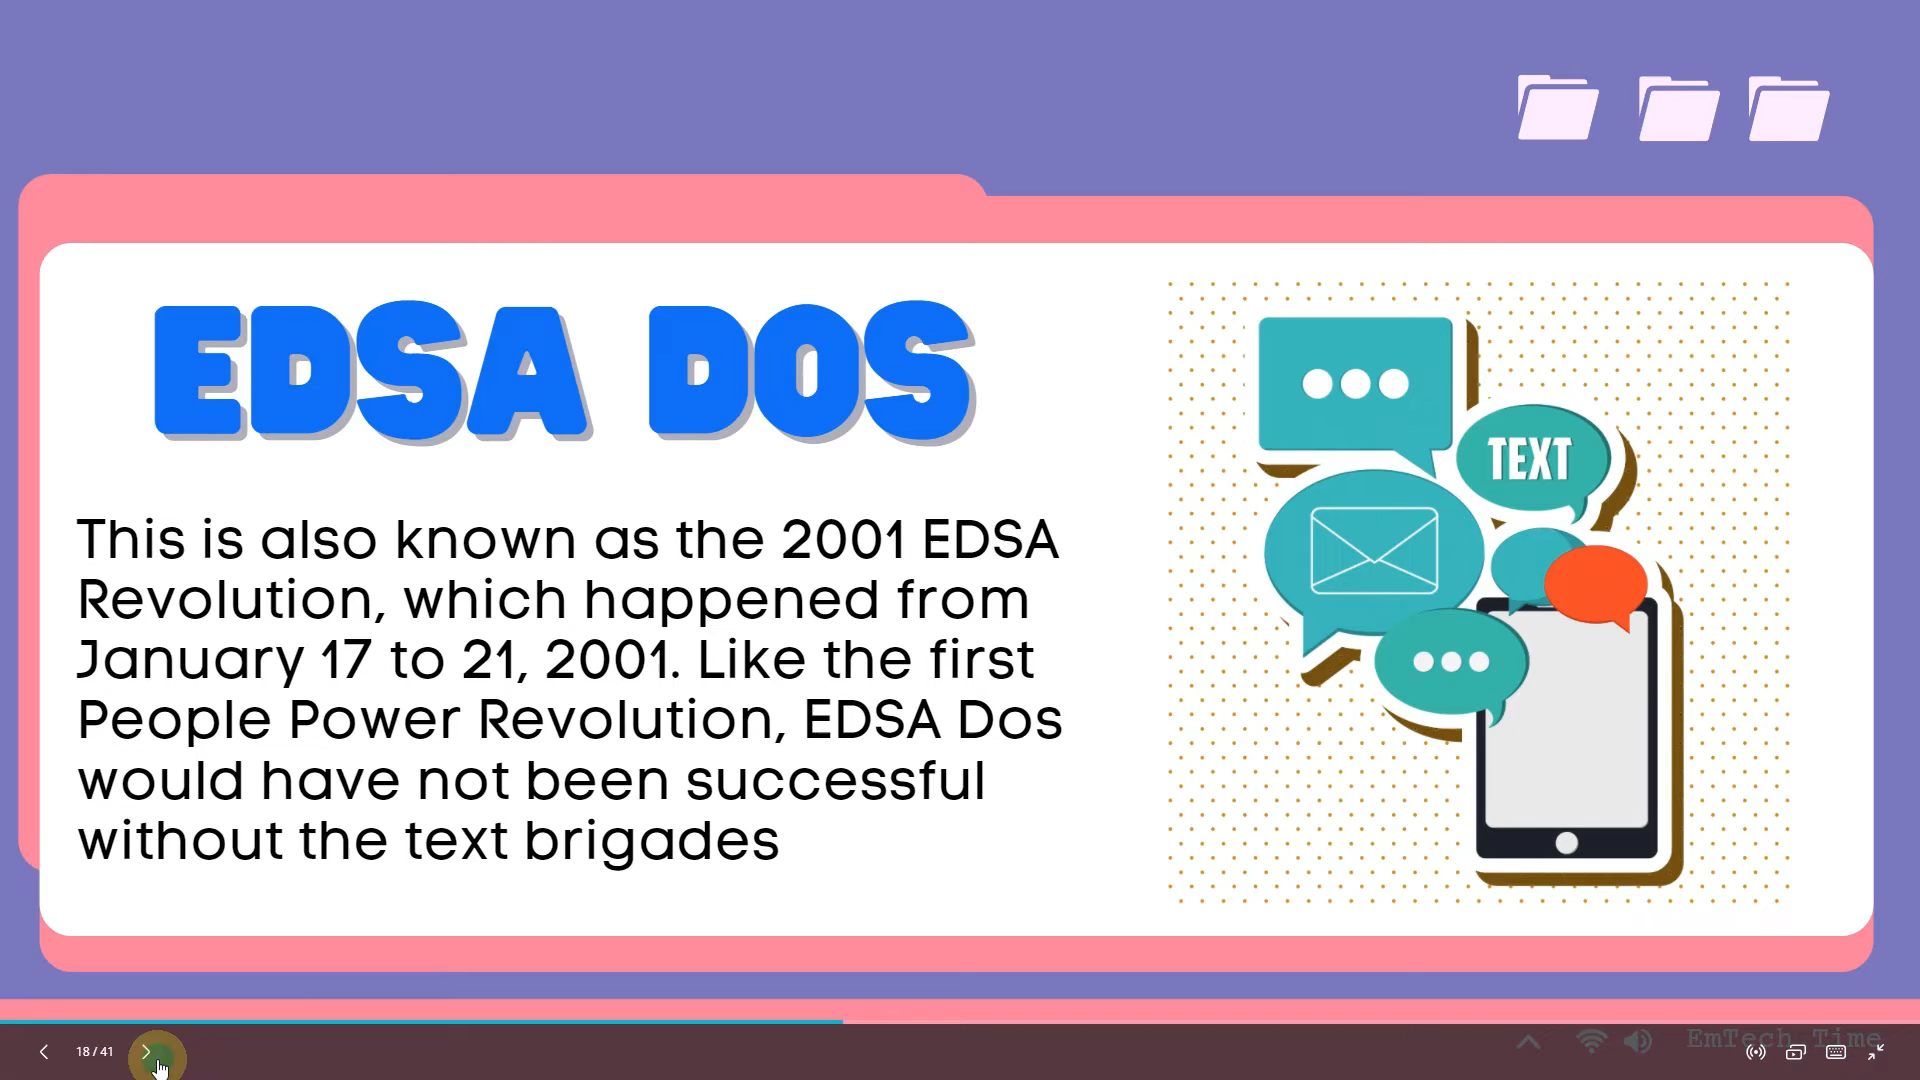 EDSA DOS
This is also known as the 2001 EDSA
Revolution, which happened from
January 17 to 21, 2001. Like the first
People Power Revolution, EDSA Dos
would have not been successful
without the text brigades
TEXT
18 / 41
EmTech Time